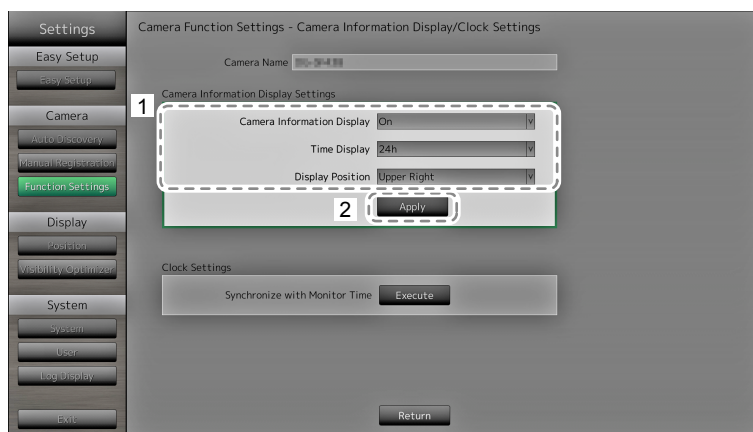 Settings
Easy Setup
Easy Setup
Camera
Auto Discovery
Manual Registration
Function Settings
Display
Position
Visibility Optimizer
System
System
User
Log Display
Exit
Camera Function Settings - Camera Information Display/Clock Settings
Camera Name
Camera Information Display Settings
1
Camera Information Display On
Time Display 24h
Display Position Upper Right
2 Apply
Clock Settings
Synchronize with Monitor Time Execute
Return